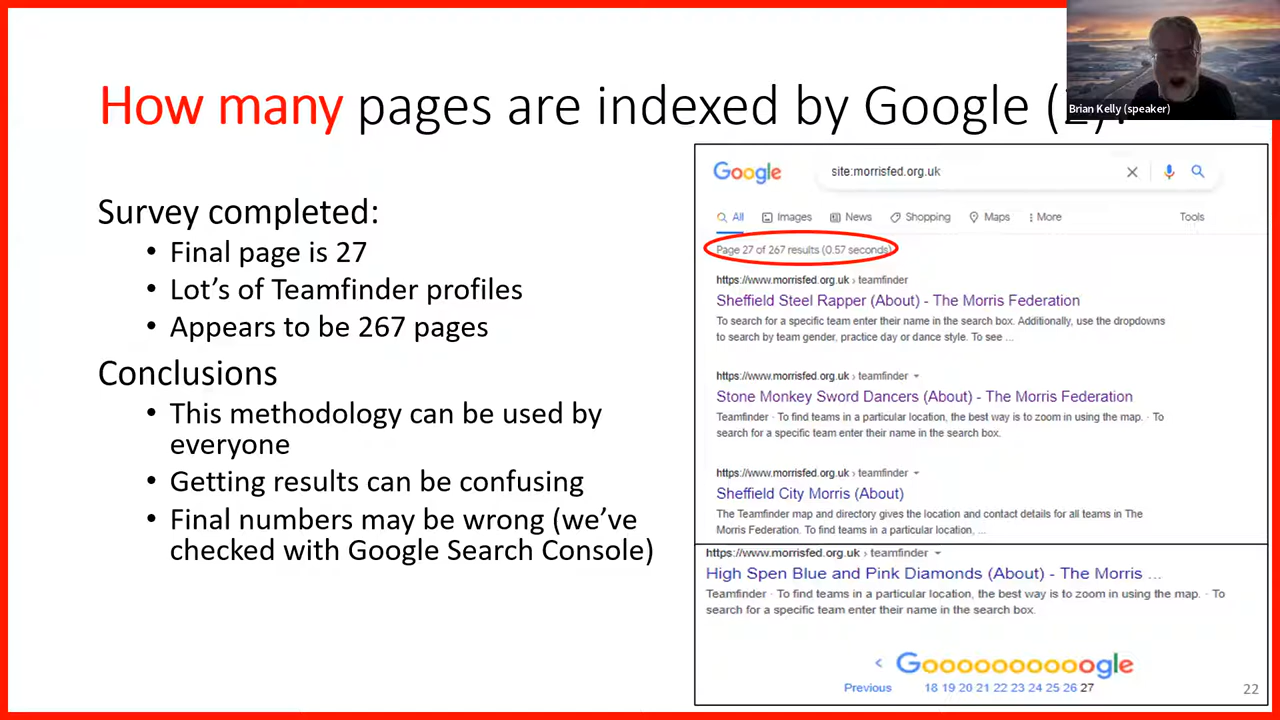 How many pages are indexed by Google (2)?
Brian Kelly (speaker)
Survey completed:
• Final page is 27
• Lot’s of Teamfinder profiles
• Appears to be 267 pages
Conclusions
• This methodology can be used by
everyone
• Getting results can be confusing
• Final numbers may be wrong (we’ve
checked with Google Search Console)
Google
site:morrisfed.org.uk
All Images News Shopping Maps More Tools
Page 27 of 267 results (0.57 seconds)
https://www.morrisfed.org.uk › teamfinder
Sheffield Steel Rapper (About) - The Morris Federation
To search for a specific team enter their name in the search box. Additionally, use the dropdowns
to search by team gender, practice day or dance style. To see ...
https://www.morrisfed.org.uk › teamfinder
Stone Monkey Sword Dancers (About) - The Morris Federation
Teamfinder · To find teams in a particular location, the best way is to zoom in using the map. · To
search for a specific team enter their name in the search box.
https://www.morrisfed.org.uk › teamfinder
Sheffield City Morris (About)
The Teamfinder map and directory gives the location and contact details for all teams in The
Morris Federation. To find teams in a particular location, ...
https://www.morrisfed.org.uk › teamfinder
High Spen Blue and Pink Diamonds (About) - The Morris ...
Teamfinder · To find teams in a particular location, the best way is to zoom in using the map. · To
search for a specific team enter their name in the search box.
< Goooooooooogle
Previous 18 19 20 21 22 23 24 25 26 27
22